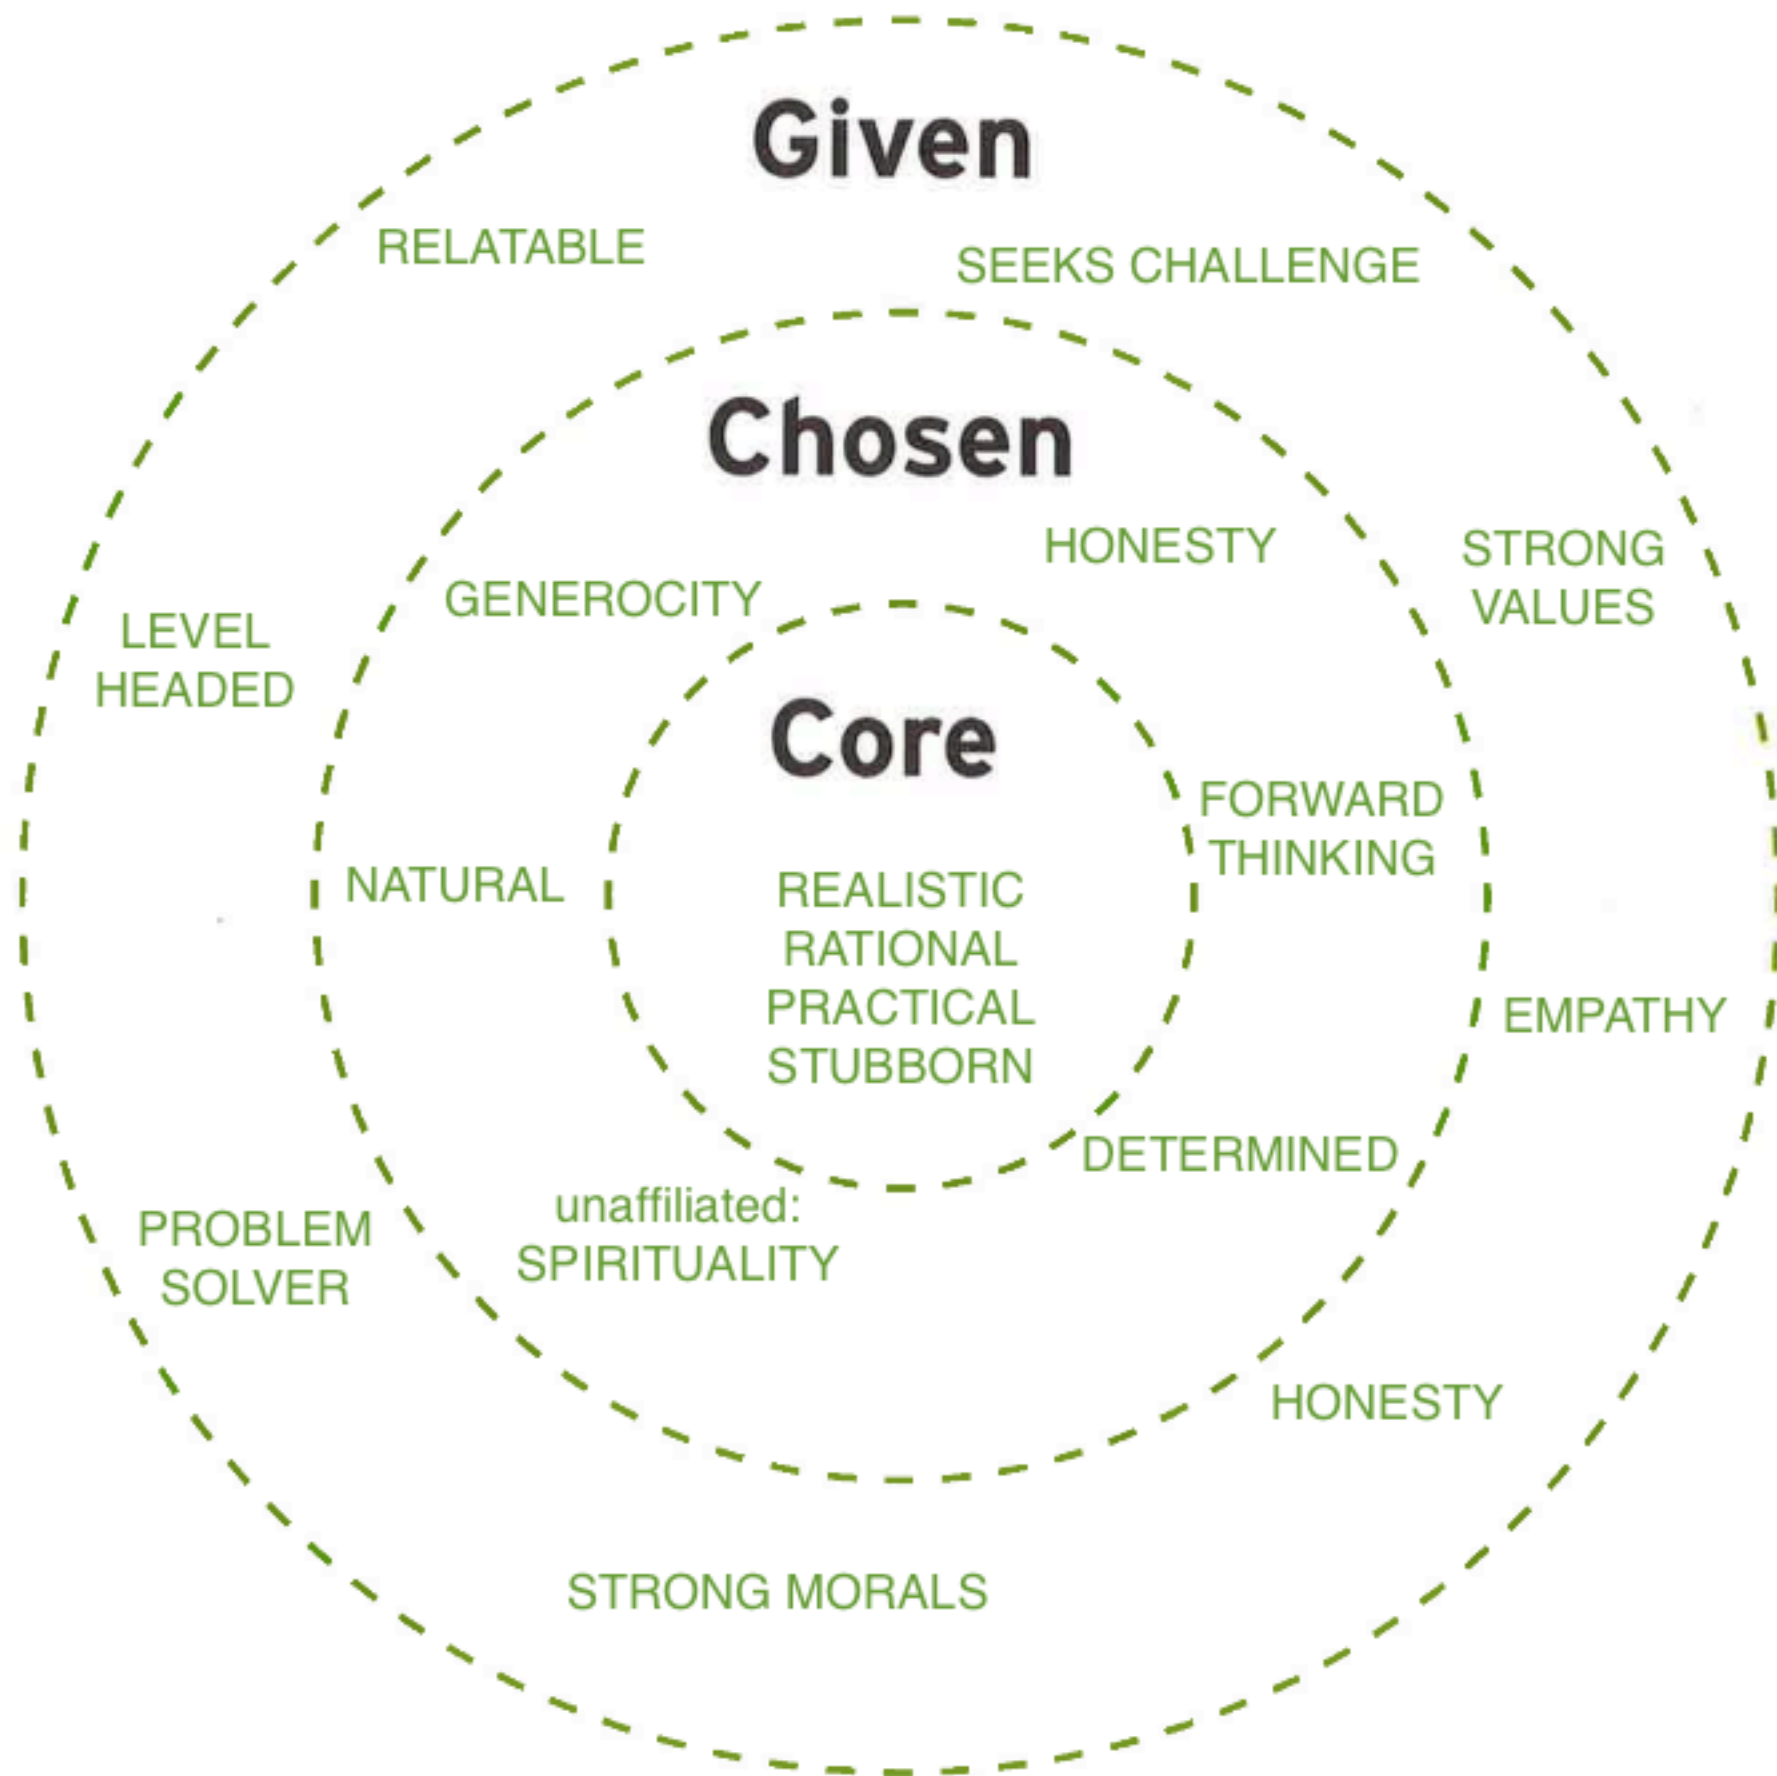 Given
RELATABLE
SEEKS CHALLENGE
Chosen
HONESTY
STRONG
VALUES
GENEROCITY
LEVEL
HEADED
Core
FORWARD
THINKING
NATURAL
REALISTIC
RATIONAL
PRACTICAL
STUBBORN
EMPATHY
DETERMINED
unaffiliated:
SPIRITUALITY
PROBLEM
SOLVER
HONESTY
STRONG MORALS